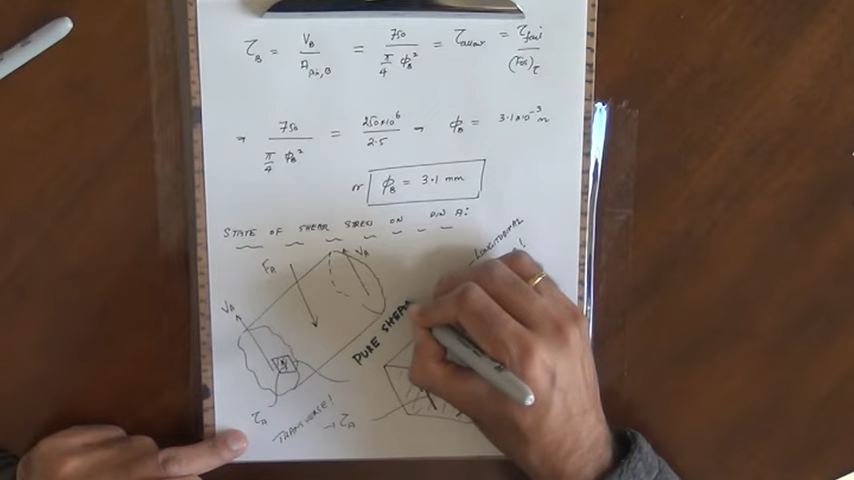 τ_B = V_B / A_pin,B = 750 / (π/4 ϕ_B²) = τ_allow = τ_fail / (FoS)_τ
→ 750 / (π/4 ϕ_B²) = 250×10⁶ / 2.5 → ϕ_B = 3.1×10⁻³ m
or ϕ_B = 3.1 mm
STATE OF SHEAR STRESS ON PIN A:
LONGITUDINAL
!
F_A
V_A
V_A
PURE SHEAR
τ_A
TRANSVERSE!
→ τ_A